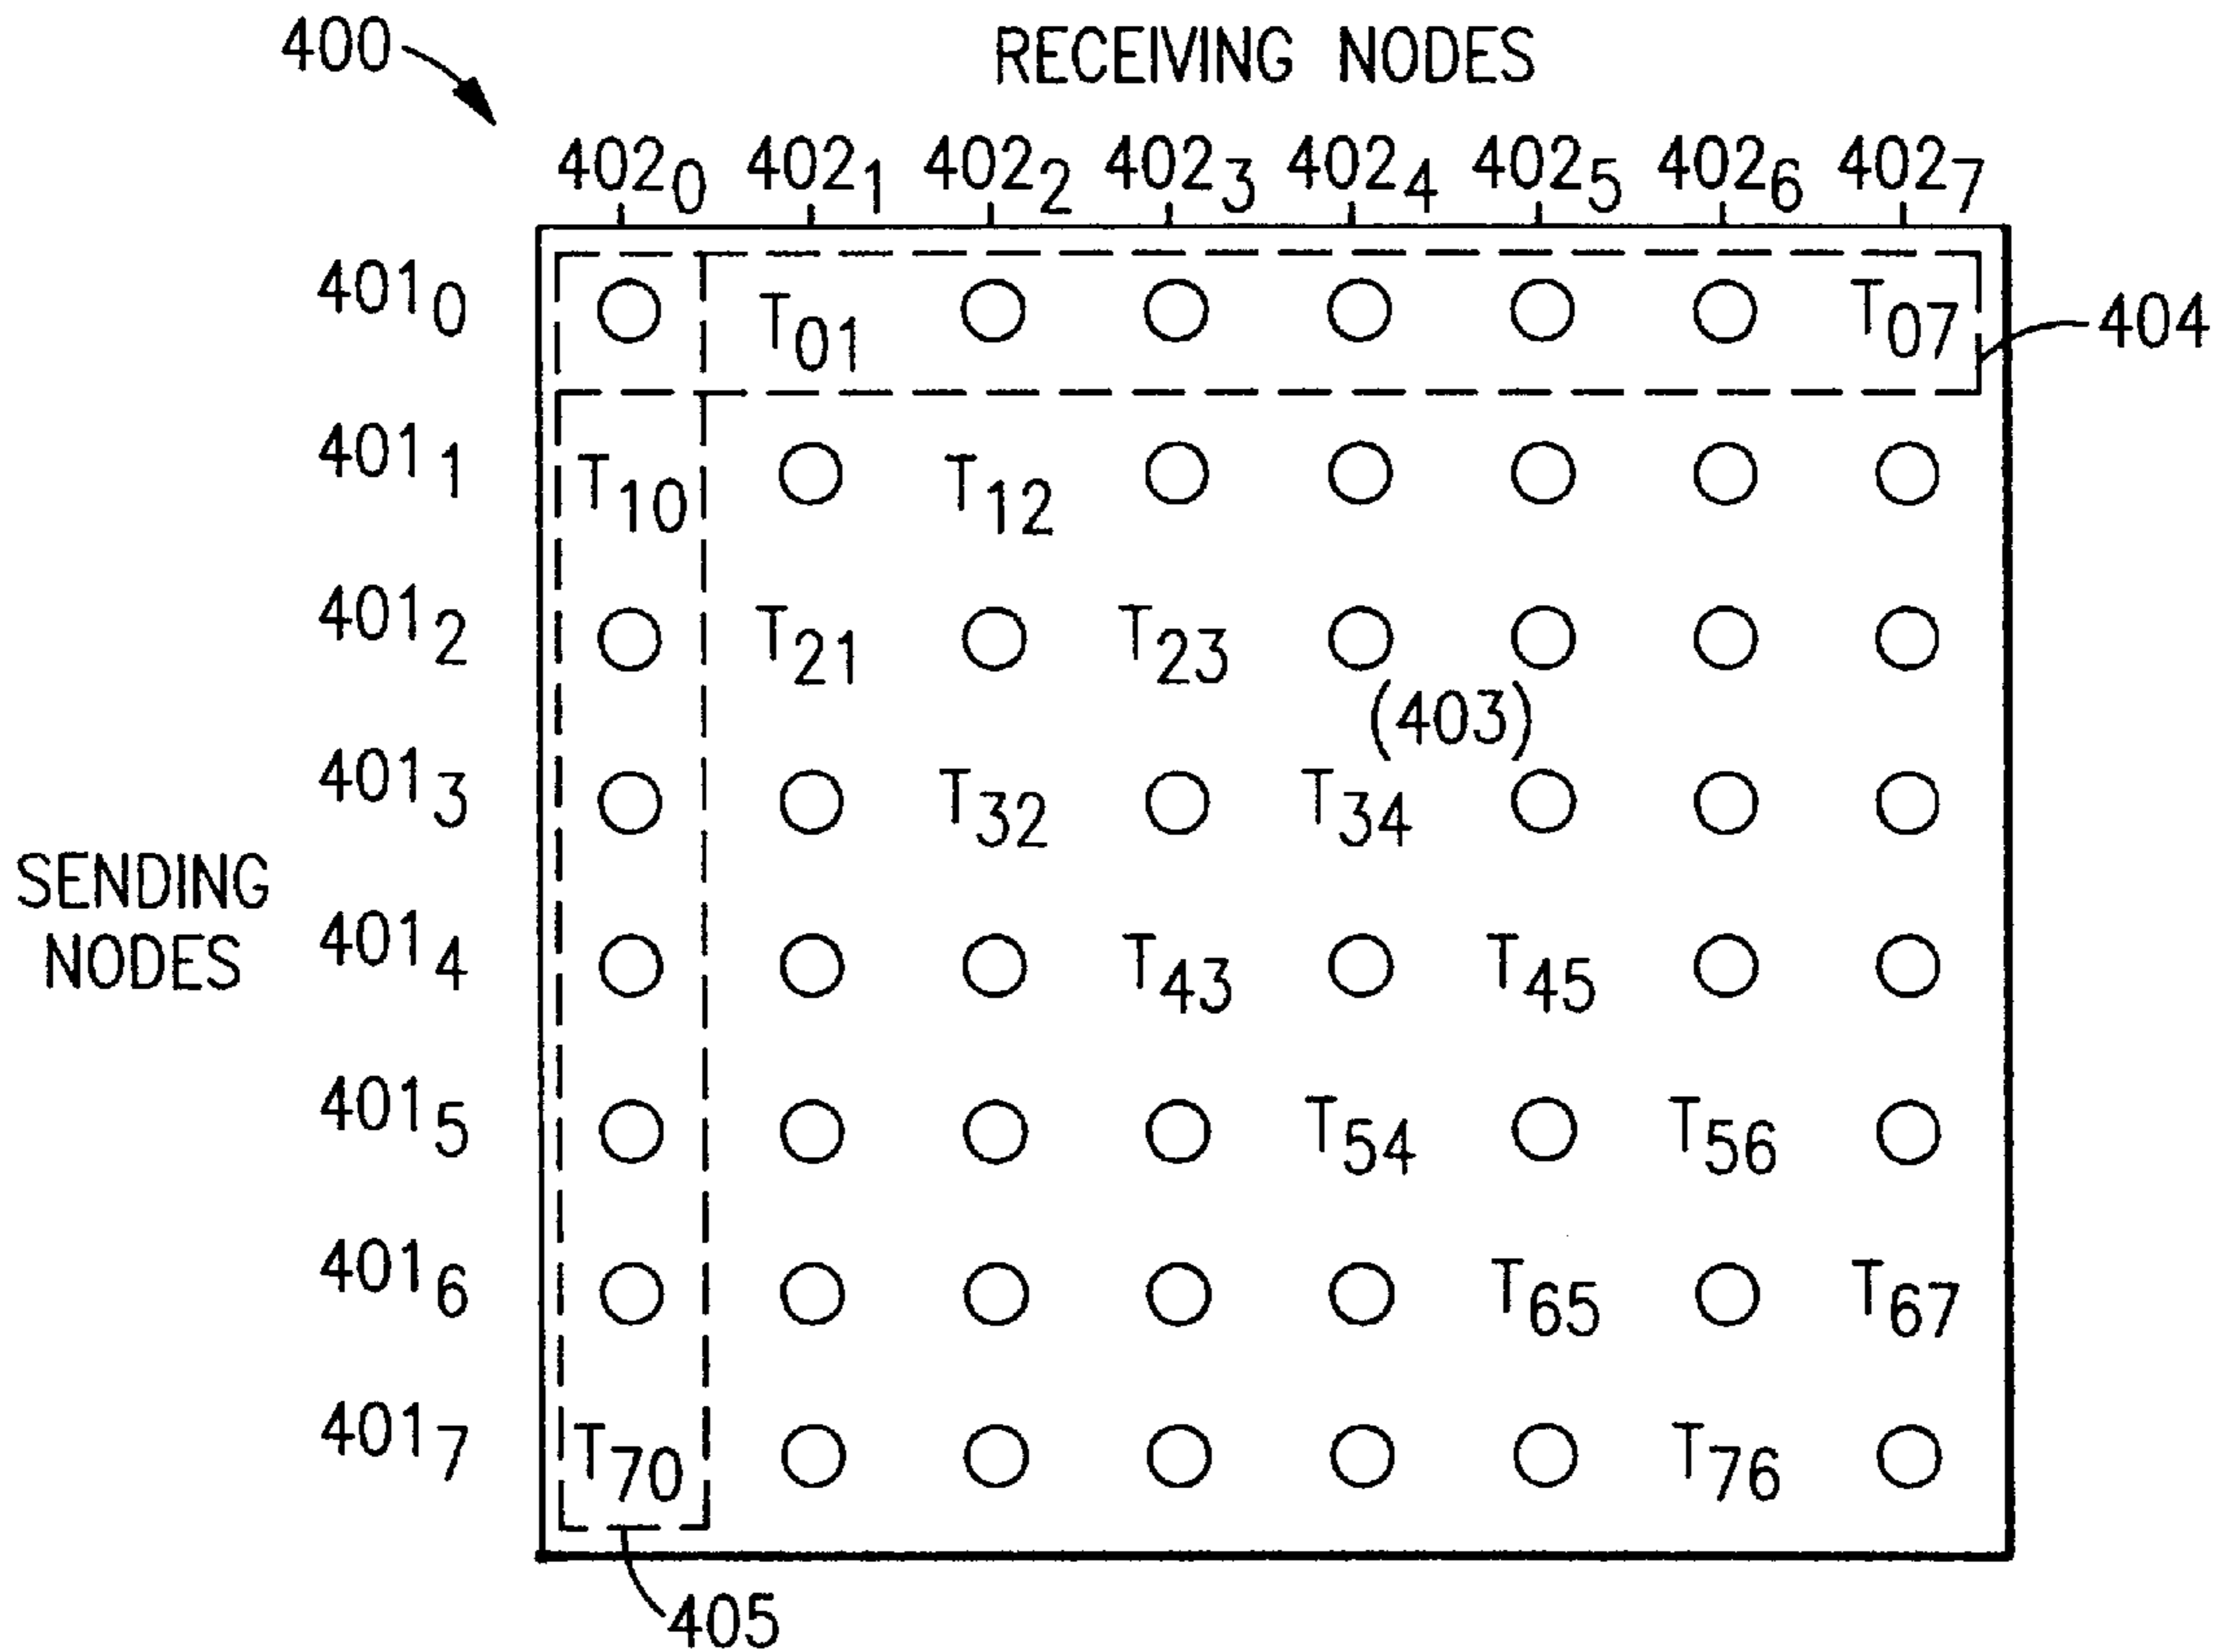 400
RECEIVING NODES
402₀ 402₁ 402₂ 402₃ 402₄ 402₅ 402₆ 402₇
401₀ ○ T₀₁ ○ ○ ○ ○ ○ T₀₇
404
401₁ T₁₀ ○ T₁₂ ○ ○ ○ ○ ○
401₂ ○ T₂₁ ○ T₂₃ ○ ○ ○ ○
(403)
401₃ ○ ○ T₃₂ ○ T₃₄ ○ ○ ○
SENDING
NODES
401₄ ○ ○ ○ T₄₃ ○ T₄₅ ○ ○
401₅ ○ ○ ○ ○ T₅₄ ○ T₅₆ ○
401₆ ○ ○ ○ ○ ○ T₆₅ ○ T₆₇
401₇ T₇₀ ○ ○ ○ ○ ○ T₇₆ ○
405